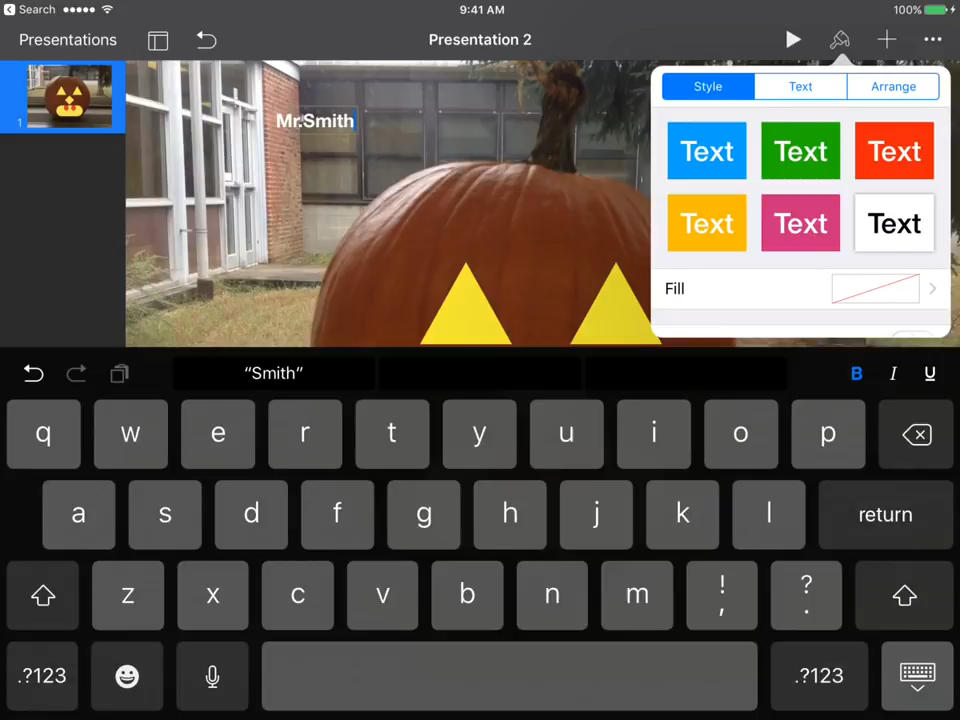 Search 9:41 AM 100%
Presentations Presentation 2
Style Text Arrange
1
Mr.Smith
Text Text Text
Text Text Text
Fill
“Smith” B I U
q w e r t y u i o p
a s d f g h j k l return
z x c v b n m ! , ? .
.?123 .?123